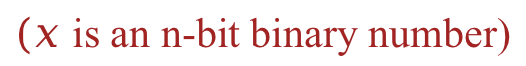 (x is an n-bit binary number)